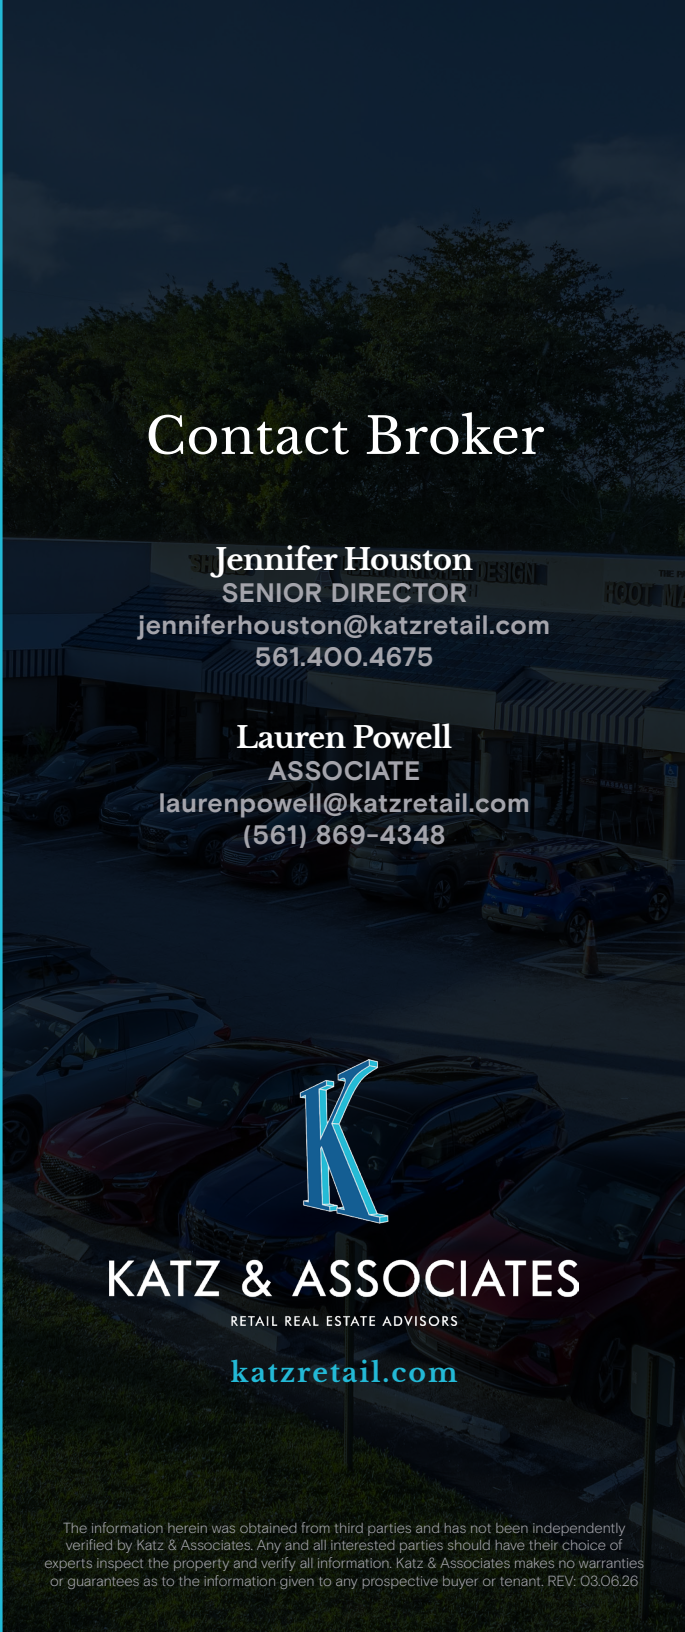 Contact Broker
Jennifer Houston
SENIOR DIRECTOR
jenniferhouston@katzretail.com
561.400.4675
Lauren Powell
ASSOCIATE
laurenpowell@katzretail.com
(561) 869-4348
K
KATZ & ASSOCIATES
RETAIL REAL ESTATE ADVISORS
katzretail.com
The information herein was obtained from third parties and has not been independently
verified by Katz & Associates. Any and all interested parties should have their choice of
experts inspect the property and verify all information. Katz & Associates makes no warranties
or guarantees as to the information given to any prospective buyer or tenant. REV: 03.06.26